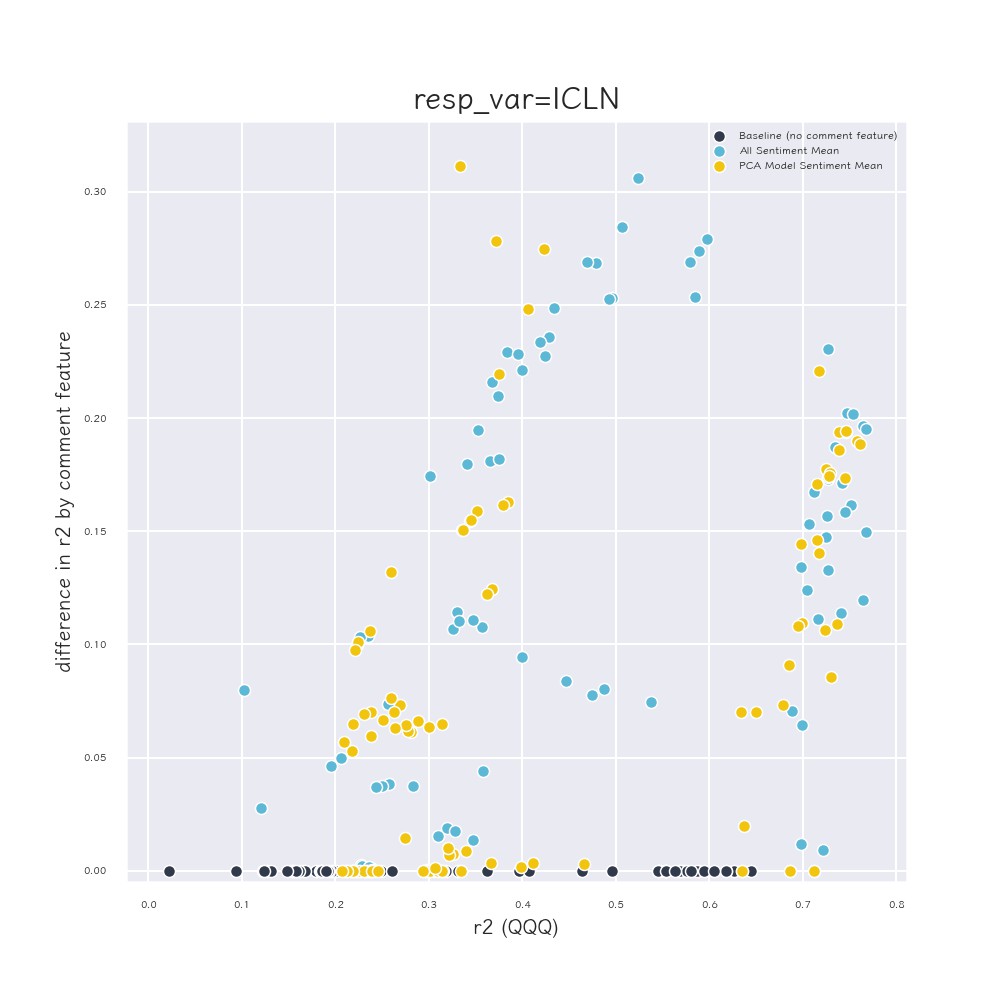 resp_var=ICLN
Baseline (no comment feature)
All Sentiment Mean
PCA Model Sentiment Mean
difference in r2 by comment feature
0.30
0.25
0.20
0.15
0.10
0.05
0.00
0.0 0.1 0.2 0.3 0.4 0.5 0.6 0.7 0.8
r2 (QQQ)